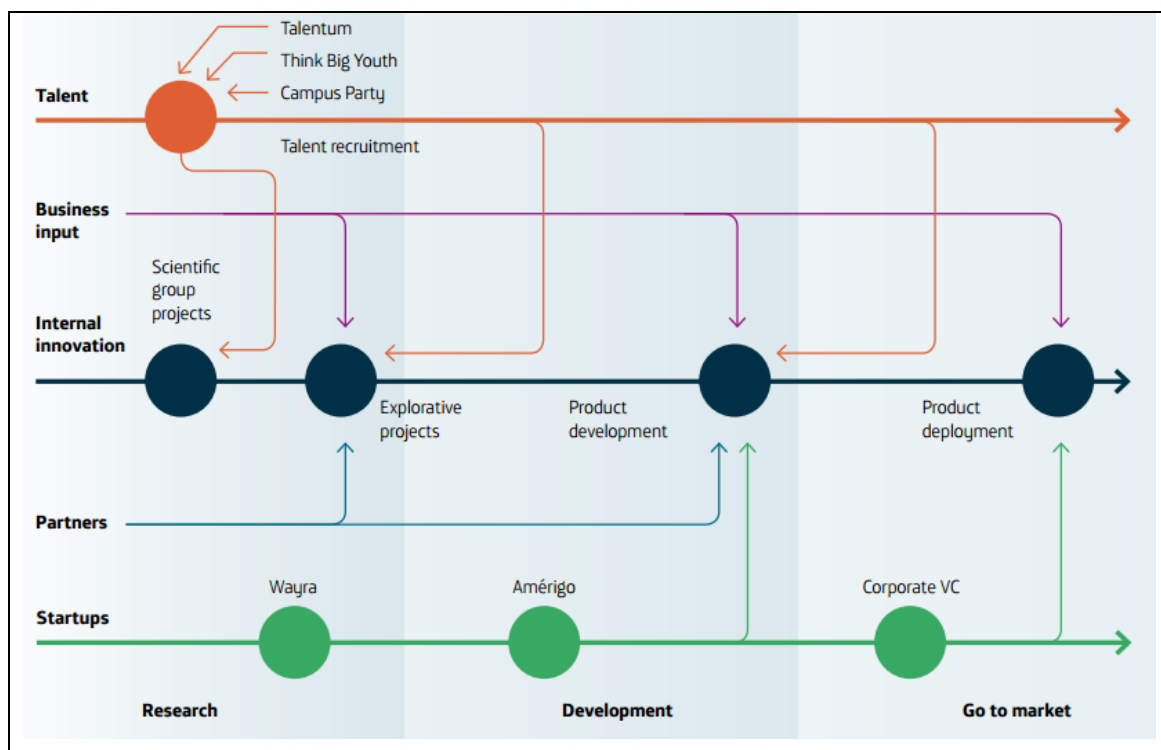 Talentum
Think Big Youth
Campus Party
Talent
Talent recruitment
Business
input
Scientific
group
projects
Internal
innovation
Explorative
projects
Product
development
Product
deployment
Partners
Wayra
Amérigo
Corporate VC
Startups
Research
Development
Go to market